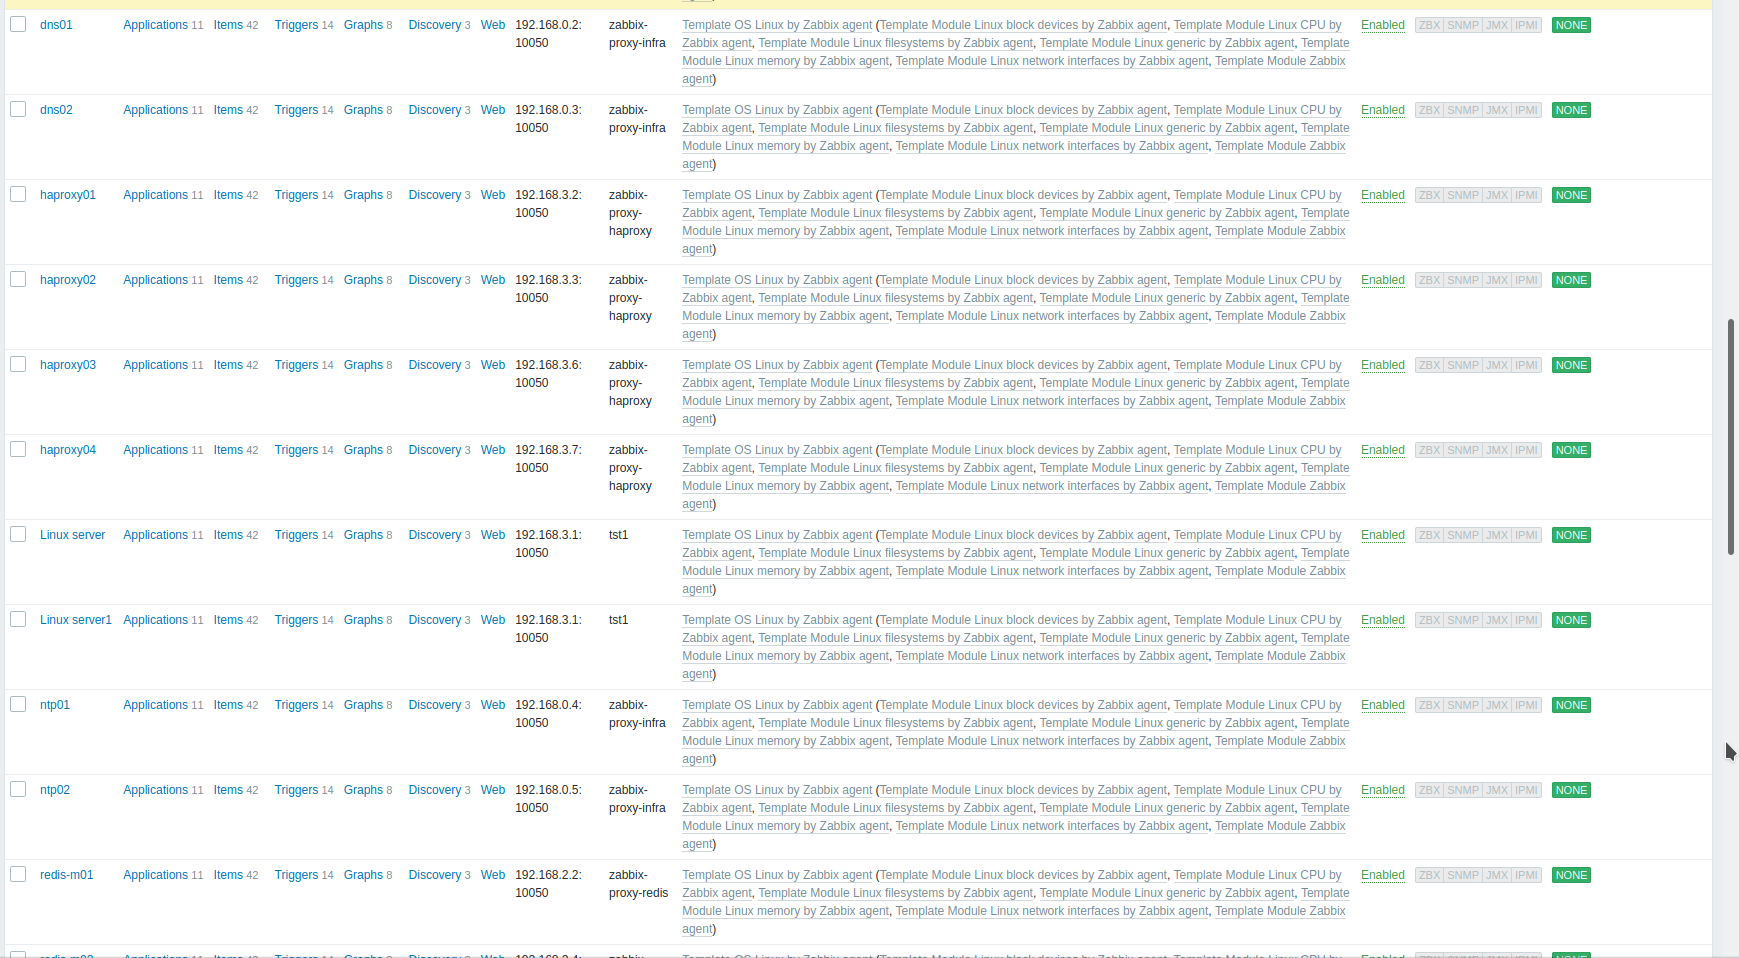 dns01 Applications 11 Items 42 Triggers 14 Graphs 8 Discovery 3 Web 192.168.0.2: zabbix- Template OS Linux by Zabbix agent (Template Module Linux block devices by Zabbix agent, Template Module Linux CPU by Enabled ZBX SNMP JMX IPMI NONE
10050 proxy-infra Zabbix agent, Template Module Linux filesystems by Zabbix agent, Template Module Linux generic by Zabbix agent, Template
Module Linux memory by Zabbix agent, Template Module Linux network interfaces by Zabbix agent, Template Module Zabbix
agent)
dns02 Applications 11 Items 42 Triggers 14 Graphs 8 Discovery 3 Web 192.168.0.3: zabbix- Template OS Linux by Zabbix agent (Template Module Linux block devices by Zabbix agent, Template Module Linux CPU by Enabled ZBX SNMP JMX IPMI NONE
10050 proxy-infra Zabbix agent, Template Module Linux filesystems by Zabbix agent, Template Module Linux generic by Zabbix agent, Template
Module Linux memory by Zabbix agent, Template Module Linux network interfaces by Zabbix agent, Template Module Zabbix
agent)
haproxy01 Applications 11 Items 42 Triggers 14 Graphs 8 Discovery 3 Web 192.168.3.2: zabbix- Template OS Linux by Zabbix agent (Template Module Linux block devices by Zabbix agent, Template Module Linux CPU by Enabled ZBX SNMP JMX IPMI NONE
10050 proxy- Zabbix agent, Template Module Linux filesystems by Zabbix agent, Template Module Linux generic by Zabbix agent, Template
haproxy Module Linux memory by Zabbix agent, Template Module Linux network interfaces by Zabbix agent, Template Module Zabbix
agent)
haproxy02 Applications 11 Items 42 Triggers 14 Graphs 8 Discovery 3 Web 192.168.3.3: zabbix- Template OS Linux by Zabbix agent (Template Module Linux block devices by Zabbix agent, Template Module Linux CPU by Enabled ZBX SNMP JMX IPMI NONE
10050 proxy- Zabbix agent, Template Module Linux filesystems by Zabbix agent, Template Module Linux generic by Zabbix agent, Template
haproxy Module Linux memory by Zabbix agent, Template Module Linux network interfaces by Zabbix agent, Template Module Zabbix
agent)
haproxy03 Applications 11 Items 42 Triggers 14 Graphs 8 Discovery 3 Web 192.168.3.6: zabbix- Template OS Linux by Zabbix agent (Template Module Linux block devices by Zabbix agent, Template Module Linux CPU by Enabled ZBX SNMP JMX IPMI NONE
10050 proxy- Zabbix agent, Template Module Linux filesystems by Zabbix agent, Template Module Linux generic by Zabbix agent, Template
haproxy Module Linux memory by Zabbix agent, Template Module Linux network interfaces by Zabbix agent, Template Module Zabbix
agent)
haproxy04 Applications 11 Items 42 Triggers 14 Graphs 8 Discovery 3 Web 192.168.3.7: zabbix- Template OS Linux by Zabbix agent (Template Module Linux block devices by Zabbix agent, Template Module Linux CPU by Enabled ZBX SNMP JMX IPMI NONE
10050 proxy- Zabbix agent, Template Module Linux filesystems by Zabbix agent, Template Module Linux generic by Zabbix agent, Template
haproxy Module Linux memory by Zabbix agent, Template Module Linux network interfaces by Zabbix agent, Template Module Zabbix
agent)
Linux server Applications 11 Items 42 Triggers 14 Graphs 8 Discovery 3 Web 192.168.3.1: tst1 Template OS Linux by Zabbix agent (Template Module Linux block devices by Zabbix agent, Template Module Linux CPU by Enabled ZBX SNMP JMX IPMI NONE
10050 Zabbix agent, Template Module Linux filesystems by Zabbix agent, Template Module Linux generic by Zabbix agent, Template
Module Linux memory by Zabbix agent, Template Module Linux network interfaces by Zabbix agent, Template Module Zabbix
agent)
Linux server1 Applications 11 Items 42 Triggers 14 Graphs 8 Discovery 3 Web 192.168.3.1: tst1 Template OS Linux by Zabbix agent (Template Module Linux block devices by Zabbix agent, Template Module Linux CPU by Enabled ZBX SNMP JMX IPMI NONE
10050 Zabbix agent, Template Module Linux filesystems by Zabbix agent, Template Module Linux generic by Zabbix agent, Template
Module Linux memory by Zabbix agent, Template Module Linux network interfaces by Zabbix agent, Template Module Zabbix
agent)
ntp01 Applications 11 Items 42 Triggers 14 Graphs 8 Discovery 3 Web 192.168.0.4: zabbix- Template OS Linux by Zabbix agent (Template Module Linux block devices by Zabbix agent, Template Module Linux CPU by Enabled ZBX SNMP JMX IPMI NONE
10050 proxy-infra Zabbix agent, Template Module Linux filesystems by Zabbix agent, Template Module Linux generic by Zabbix agent, Template
Module Linux memory by Zabbix agent, Template Module Linux network interfaces by Zabbix agent, Template Module Zabbix
agent)
ntp02 Applications 11 Items 42 Triggers 14 Graphs 8 Discovery 3 Web 192.168.0.5: zabbix- Template OS Linux by Zabbix agent (Template Module Linux block devices by Zabbix agent, Template Module Linux CPU by Enabled ZBX SNMP JMX IPMI NONE
10050 proxy-infra Zabbix agent, Template Module Linux filesystems by Zabbix agent, Template Module Linux generic by Zabbix agent, Template
Module Linux memory by Zabbix agent, Template Module Linux network interfaces by Zabbix agent, Template Module Zabbix
agent)
redis-m01 Applications 11 Items 42 Triggers 14 Graphs 8 Discovery 3 Web 192.168.2.2: zabbix- Template OS Linux by Zabbix agent (Template Module Linux block devices by Zabbix agent, Template Module Linux CPU by Enabled ZBX SNMP JMX IPMI NONE
10050 proxy-redis Zabbix agent, Template Module Linux filesystems by Zabbix agent, Template Module Linux generic by Zabbix agent, Template
Module Linux memory by Zabbix agent, Template Module Linux network interfaces by Zabbix agent, Template Module Zabbix
agent)